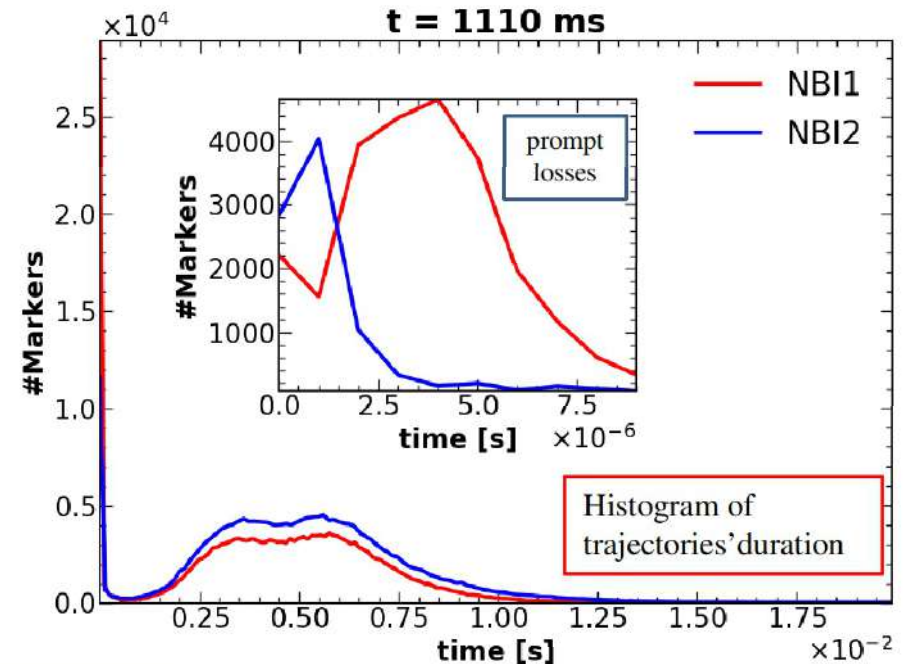 t = 1110 ms
×10⁴
#Markers
2.5
2.0
1.5
1.0
0.5
0.0
NBI1
NBI2
prompt
losses
#Markers
4000
3000
2000
1000
0.0 2.5 5.0 7.5
time [s] ×10⁻⁶
Histogram of
trajectories'duration
0.25 0.50 0.75 1.00 1.25 1.50 1.75
time [s] ×10⁻²